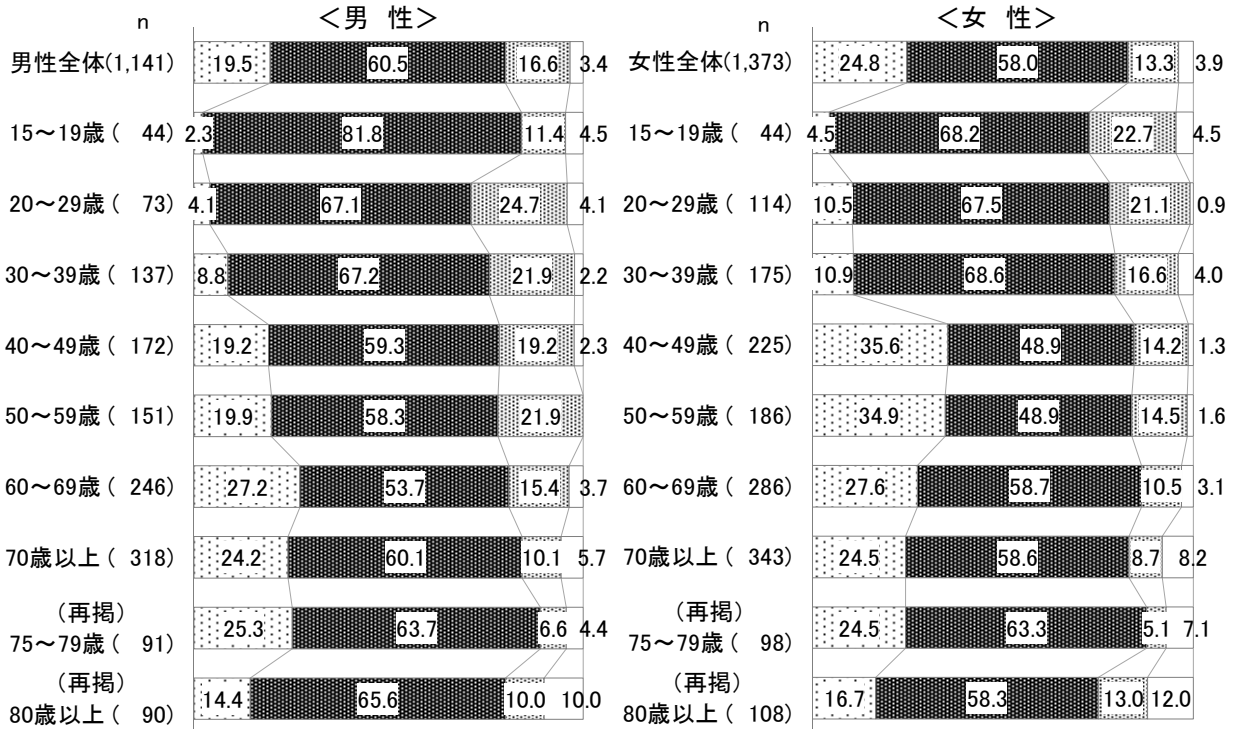 n
＜男 性＞
男性全体(1,141) 19.5 60.5 16.6 3.4
15～19歳( 44) 2.3 81.8 11.4 4.5
20～29歳( 73) 4.1 67.1 24.7 4.1
30～39歳( 137) 8.8 67.2 21.9 2.2
40～49歳( 172) 19.2 59.3 19.2 2.3
50～59歳( 151) 19.9 58.3 21.9
60～69歳( 246) 27.2 53.7 15.4 3.7
70歳以上( 318) 24.2 60.1 10.1 5.7
(再掲)
75～79歳( 91) 25.3 63.7 6.6 4.4
(再掲)
80歳以上( 90) 14.4 65.6 10.0 10.0
n
＜女 性＞
女性全体(1,373) 24.8 58.0 13.3 3.9
15～19歳( 44) 4.5 68.2 22.7 4.5
20～29歳( 114) 10.5 67.5 21.1 0.9
30～39歳( 175) 10.9 68.6 16.6 4.0
40～49歳( 225) 35.6 48.9 14.2 1.3
50～59歳( 186) 34.9 48.9 14.5 1.6
60～69歳( 286) 27.6 58.7 10.5 3.1
70歳以上( 343) 24.5 58.6 8.7 8.2
(再掲)
75～79歳( 98) 24.5 63.3 5.1 7.1
(再掲)
80歳以上( 108) 16.7 58.3 13.0 12.0